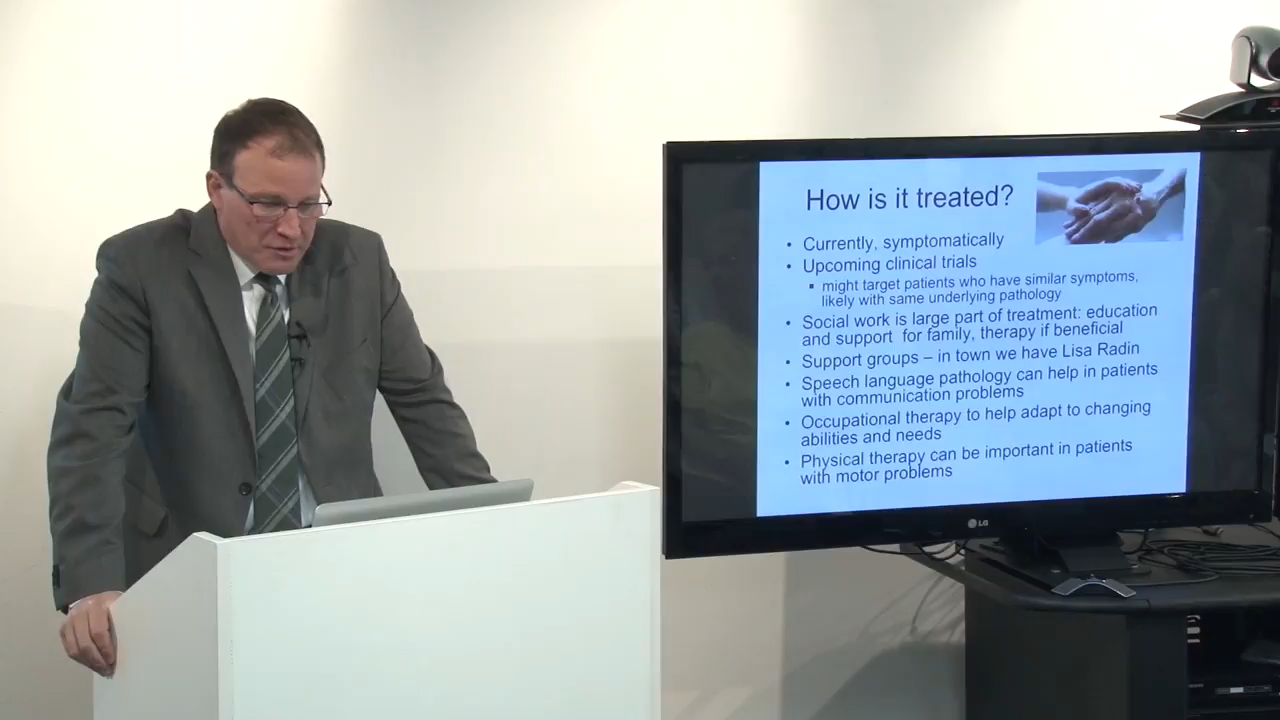 How is it treated?
• Currently, symptomatically
• Upcoming clinical trials
▪ might target patients who have similar symptoms,
likely with same underlying pathology
• Social work is large part of treatment: education
and support for family, therapy if beneficial
• Support groups – in town we have Lisa Radin
• Speech language pathology can help in patients
with communication problems
• Occupational therapy to help adapt to changing
abilities and needs
• Physical therapy can be important in patients
with motor problems
LG